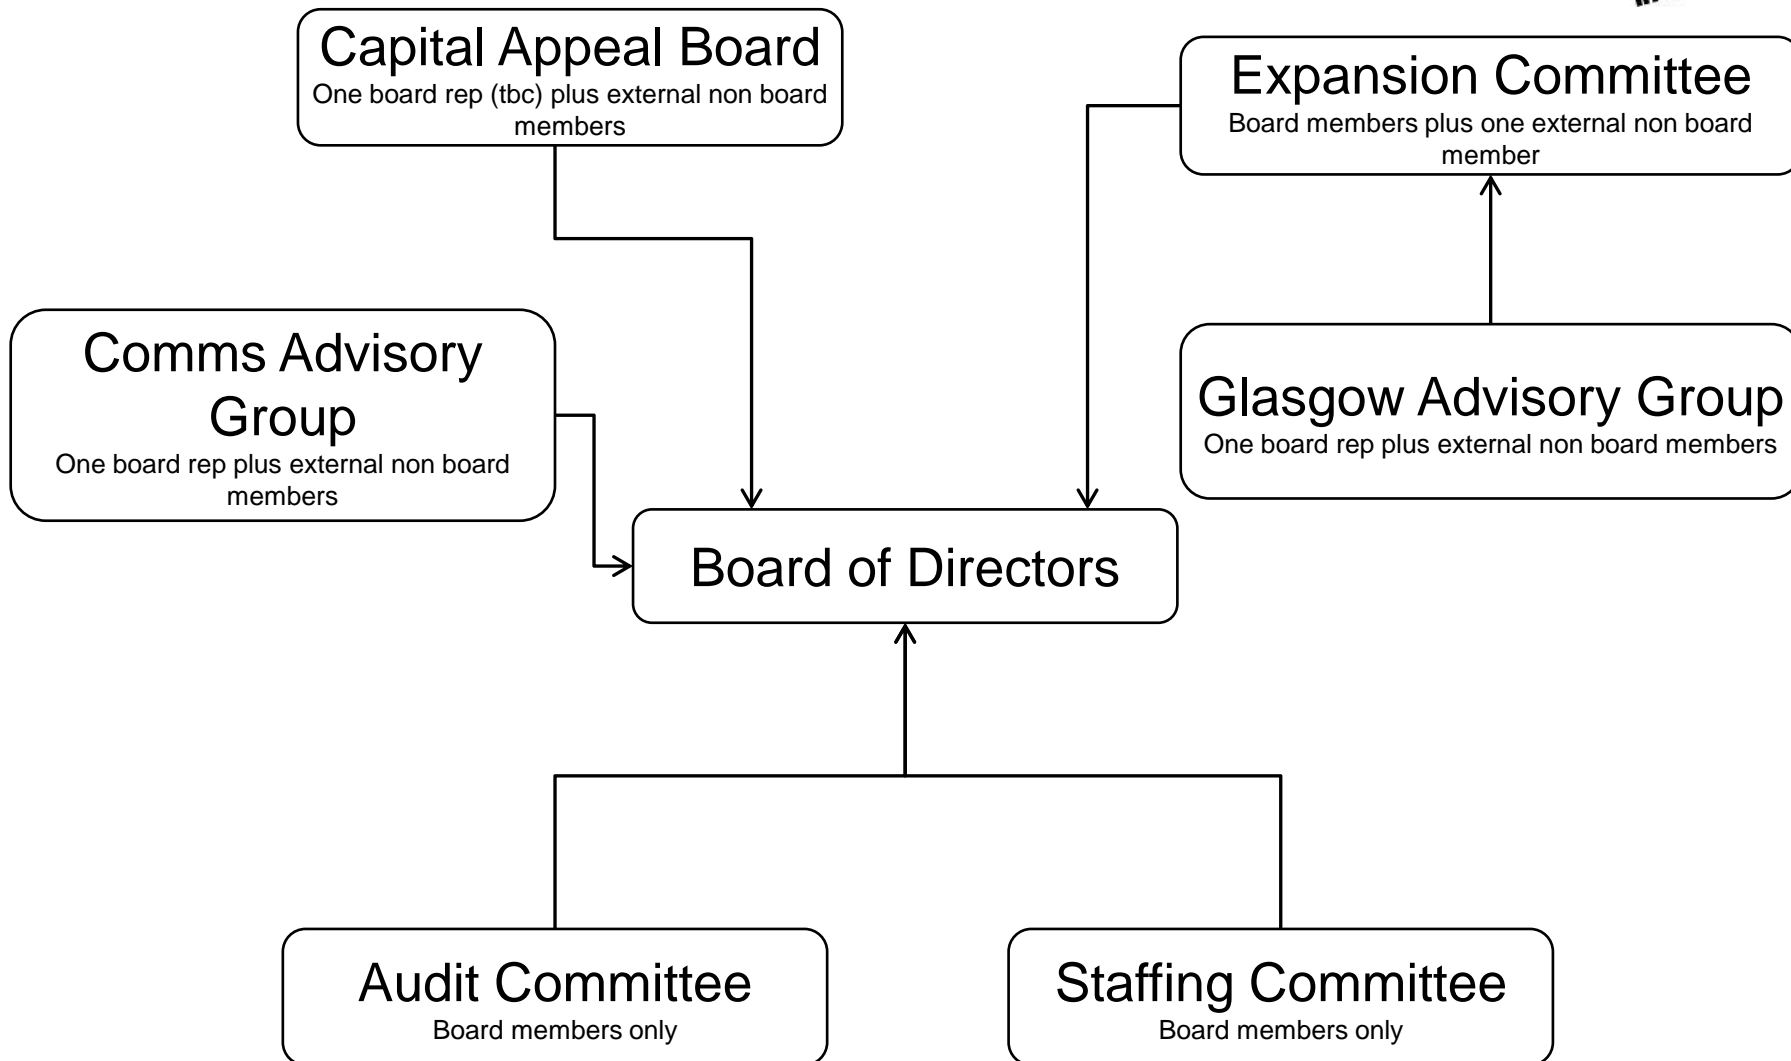 Capital Appeal Board
One board rep (tbc) plus external non board
members
Expansion Committee
Board members plus one external non board
member
Comms Advisory
Group
One board rep plus external non board
members
Glasgow Advisory Group
One board rep plus external non board members
Board of Directors
Audit Committee
Board members only
Staffing Committee
Board members only